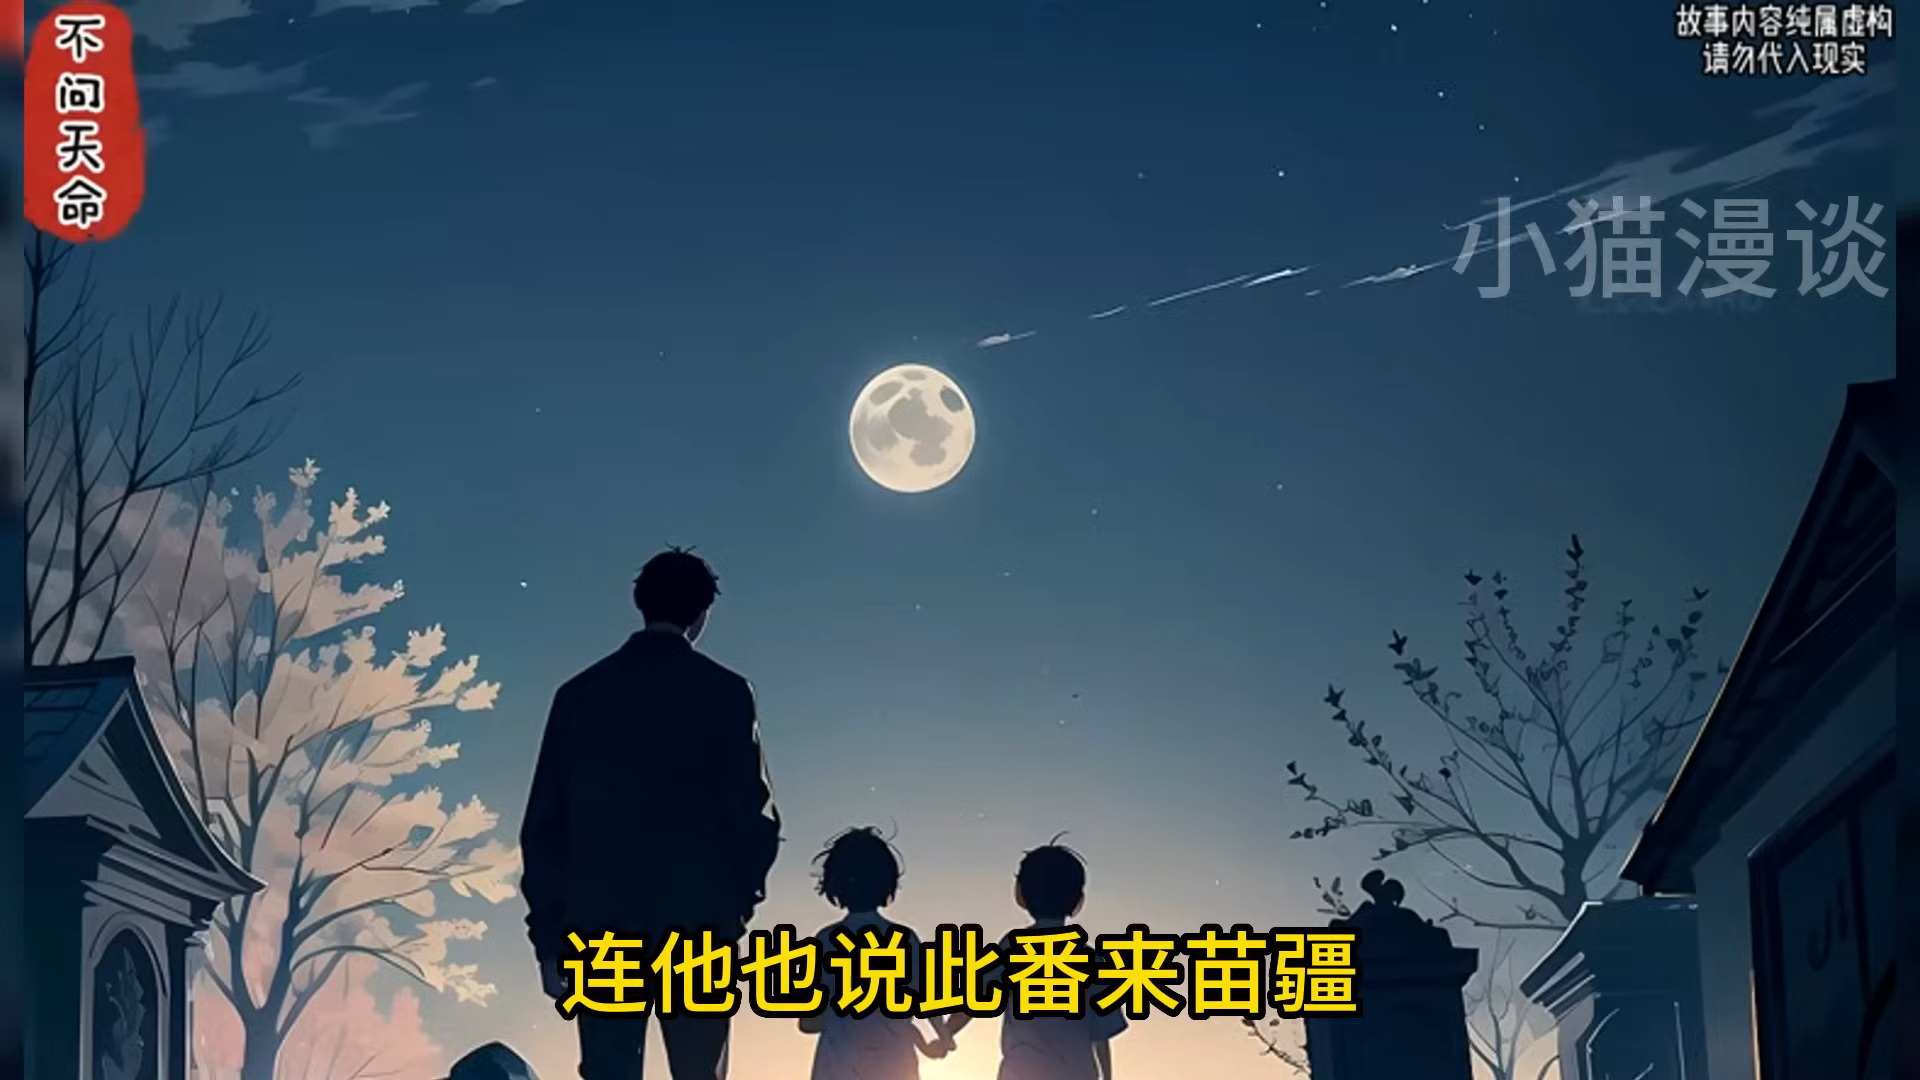 不问天命
故事内容纯属虚构
请勿代入现实
小猫漫谈
连他也说此番来苗疆